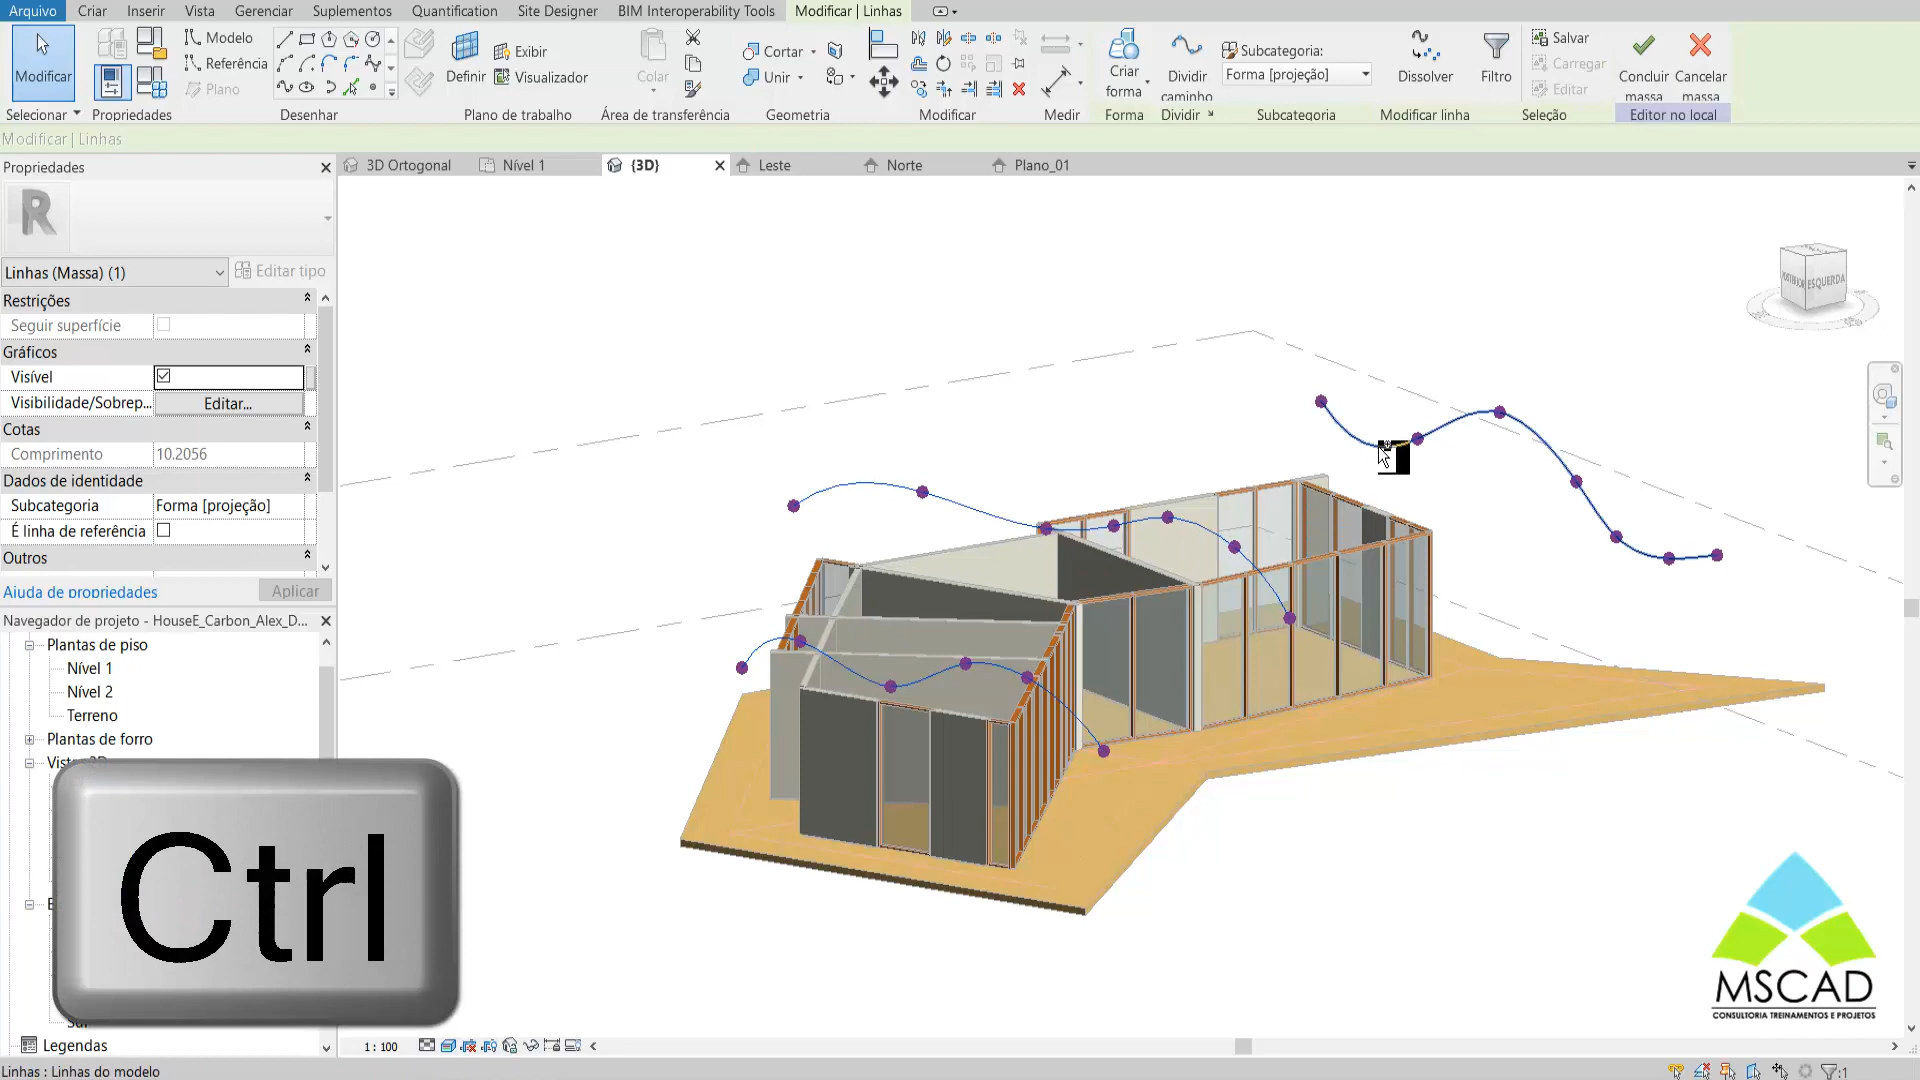 Arquivo Criar Inserir Vista Gerenciar Suplementos Quantification Site Designer BIM Interoperability Tools Modificar | Linhas
Modificar
Modelo
Referência
Plano
Definir
Exibir
Visualizador
Colar
Cortar
Unir
Criar
forma
Dividir
caminho
Subcategoria:
Forma [projeção]
Dissolver
Filtro
Salvar
Carregar
Editar
Concluir
massa
Cancelar
massa
Selecionar Propriedades Desenhar Plano de trabalho Área de transferência Geometria Modificar Medir Forma Dividir Subcategoria Modificar linha Seleção Editor no local
Modificar | Linhas
Propriedades
3D Ortogonal Nível 1 {3D} Leste Norte Plano_01
R
Linhas (Massa) (1) Editar tipo
Restrições
Seguir superfície
Gráficos
Visível
Visibilidade/Sobrep... Editar...
Cotas
Comprimento 10.2056
Dados de identidade
Subcategoria Forma [projeção]
É linha de referência
Outros
Ajuda de propriedades Aplicar
Navegador de projeto - HouseE_Carbon_Alex_D...
Plantas de piso
Nível 1
Nível 2
Terreno
Plantas de forro
Ctrl
Legendas
POSTERIOR ESQUERDA
MSCAD
CONSULTORIA TREINAMENTOS E PROJETOS
1 : 100
Linhas : Linhas do modelo
:1